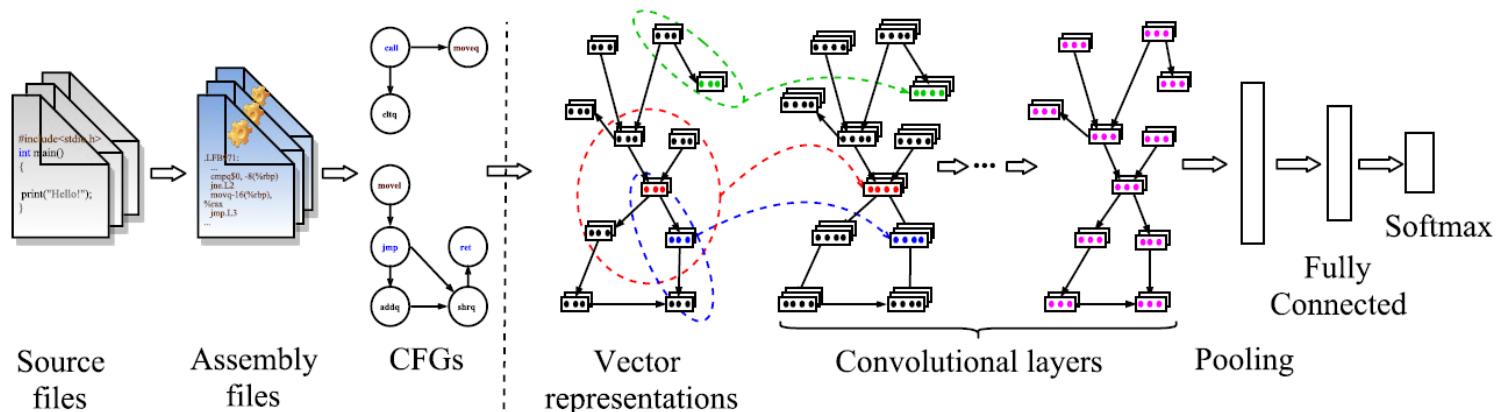 #include<stdio.h>
int main()
{
print("Hello!");
}
Source
files
.LFB971:
...
cmpq$0, -8(%rbp)
jne.L2
movq-16(%rbp),
%eax
jmp.L3
...
Assembly
files
call
moveq
cltq
movel
jmp
ret
addq
shrq
CFGs
Vector
representations
...
Convolutional layers
Pooling
Fully
Connected
Softmax